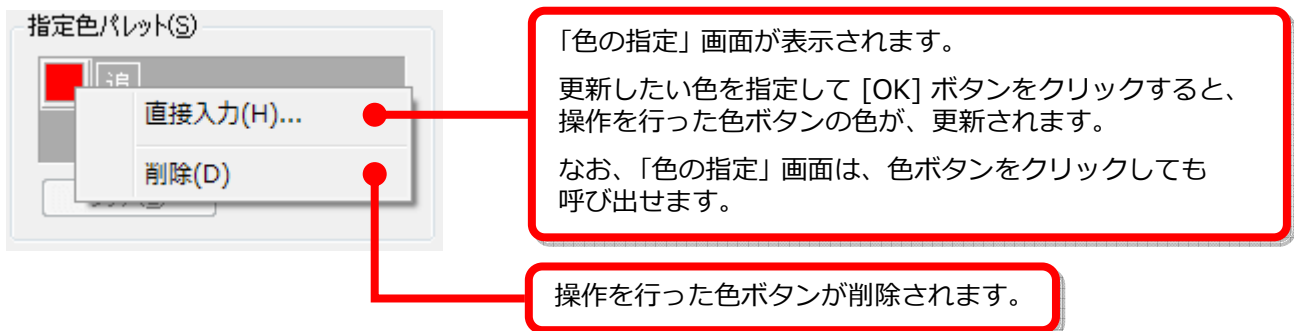 指定色パレット(S)
追
直接入力(H)...
削除(D)
「色の指定」画面が表示されます。
更新したい色を指定して [OK] ボタンをクリックすると、
操作を行った色ボタンの色が、更新されます。
なお、「色の指定」画面は、色ボタンをクリックしても
呼び出せます。
操作を行った色ボタンが削除されます。